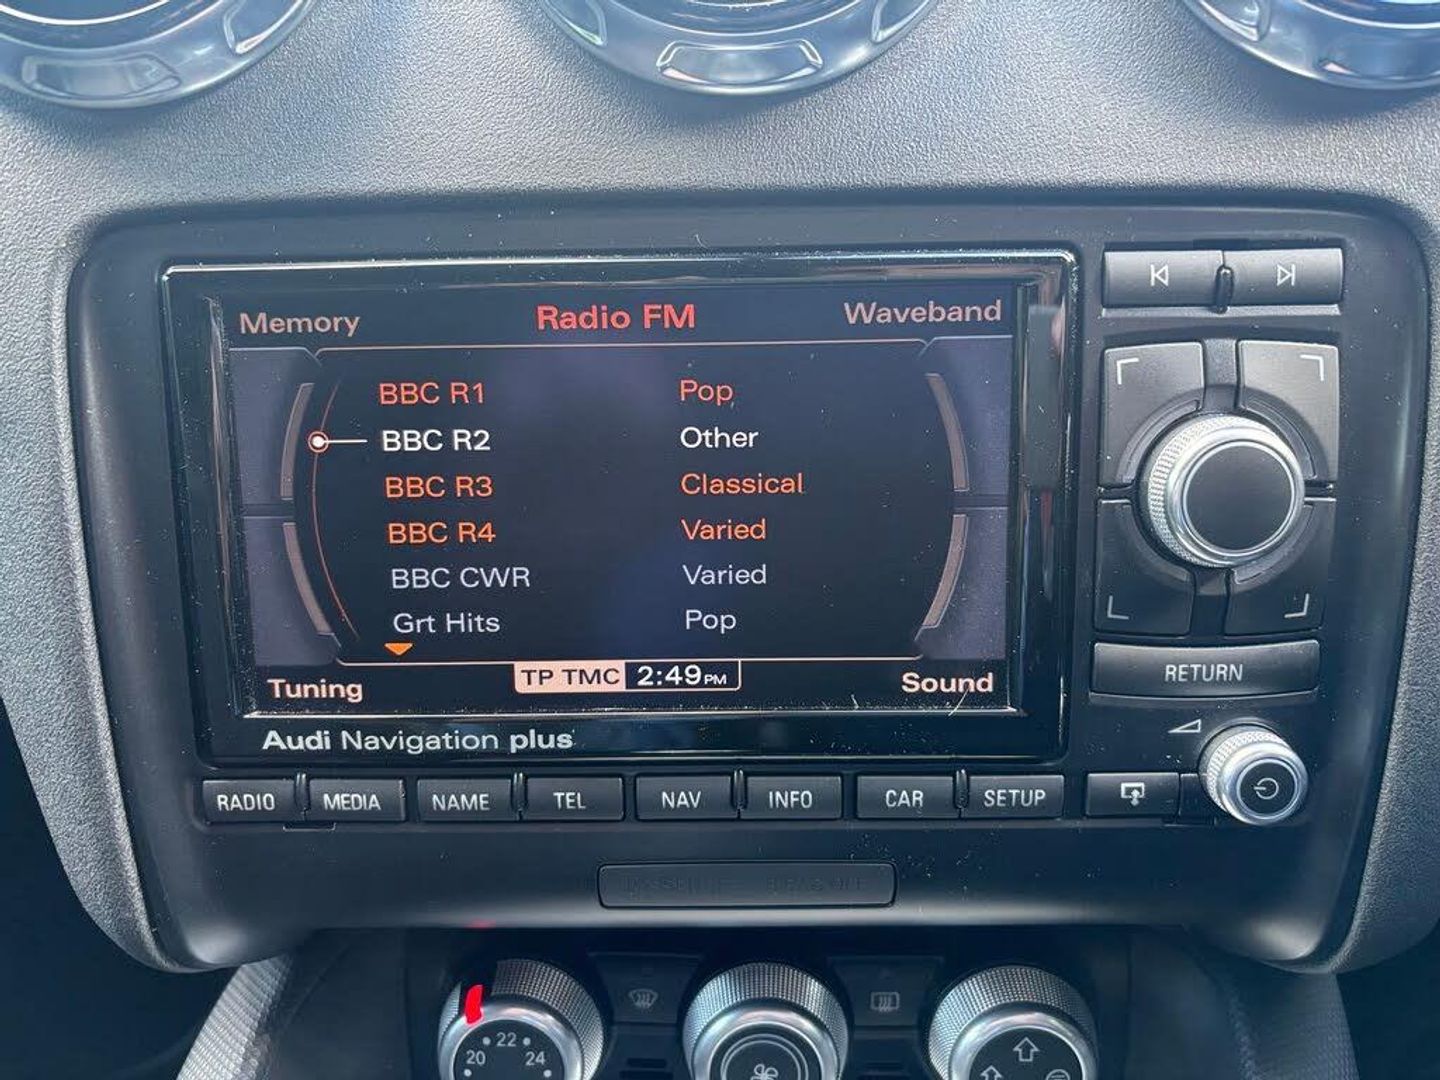 Memory Radio FM Waveband
BBC R1 Pop
BBC R2 Other
BBC R3 Classical
BBC R4 Varied
BBC CWR Varied
Grt Hits Pop
Tuning TP TMC 2:49 PM Sound
Audi Navigation plus
RETURN
RADIO MEDIA NAME TEL NAV INFO CAR SETUP
20 22 24